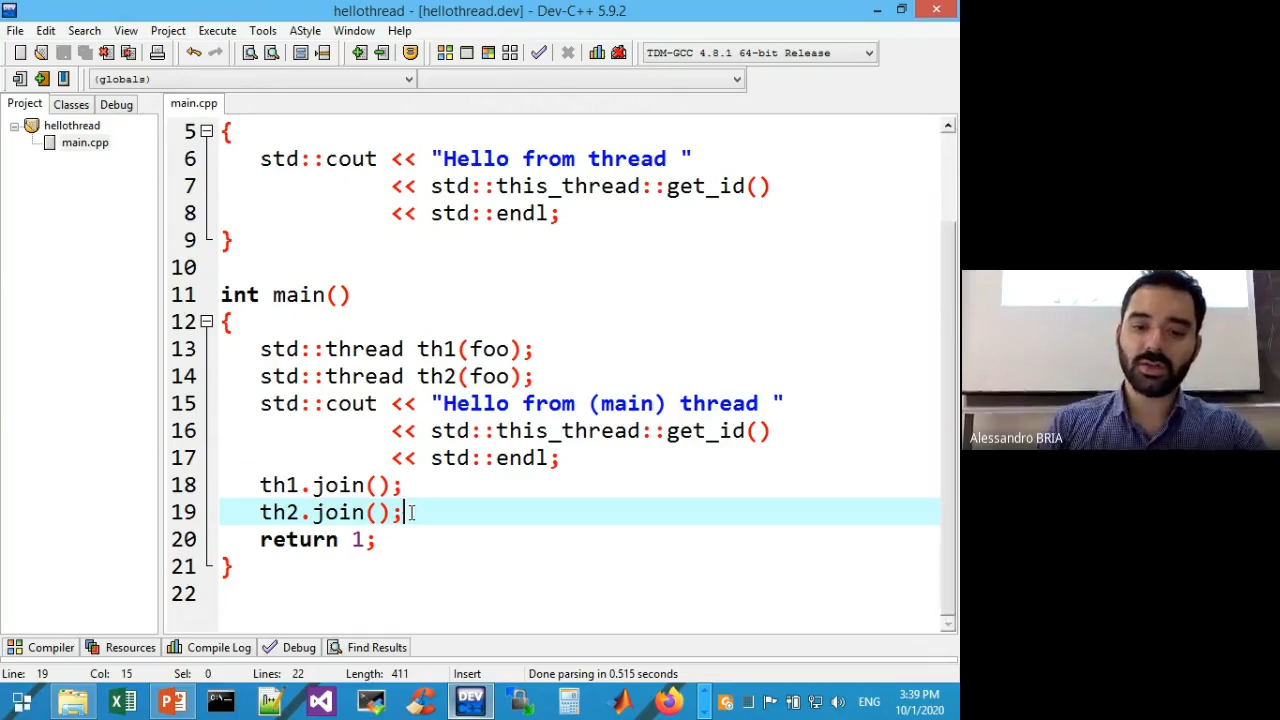 hellothread - [hellothread.dev] - Dev-C++ 5.9.2
File Edit Search View Project Execute Tools AStyle Window Help
TDM-GCC 4.8.1 64-bit Release
(globals)
Project Classes Debug
main.cpp
hellothread
main.cpp
5 {
6 std::cout << "Hello from thread "
7 << std::this_thread::get_id()
8 << std::endl;
9 }
10
11 int main()
12 {
13 std::thread th1(foo);
14 std::thread th2(foo);
15 std::cout << "Hello from (main) thread "
16 << std::this_thread::get_id()
17 << std::endl;
18 th1.join();
19 th2.join();
20 return 1;
21 }
22
Alessandro BRIA
Compiler Resources Compile Log Debug Find Results
Line: 19 Col: 15 Sel: 0 Lines: 22 Length: 411 Insert Done parsing in 0.515 seconds
DEV
ENG
3:39 PM
10/1/2020